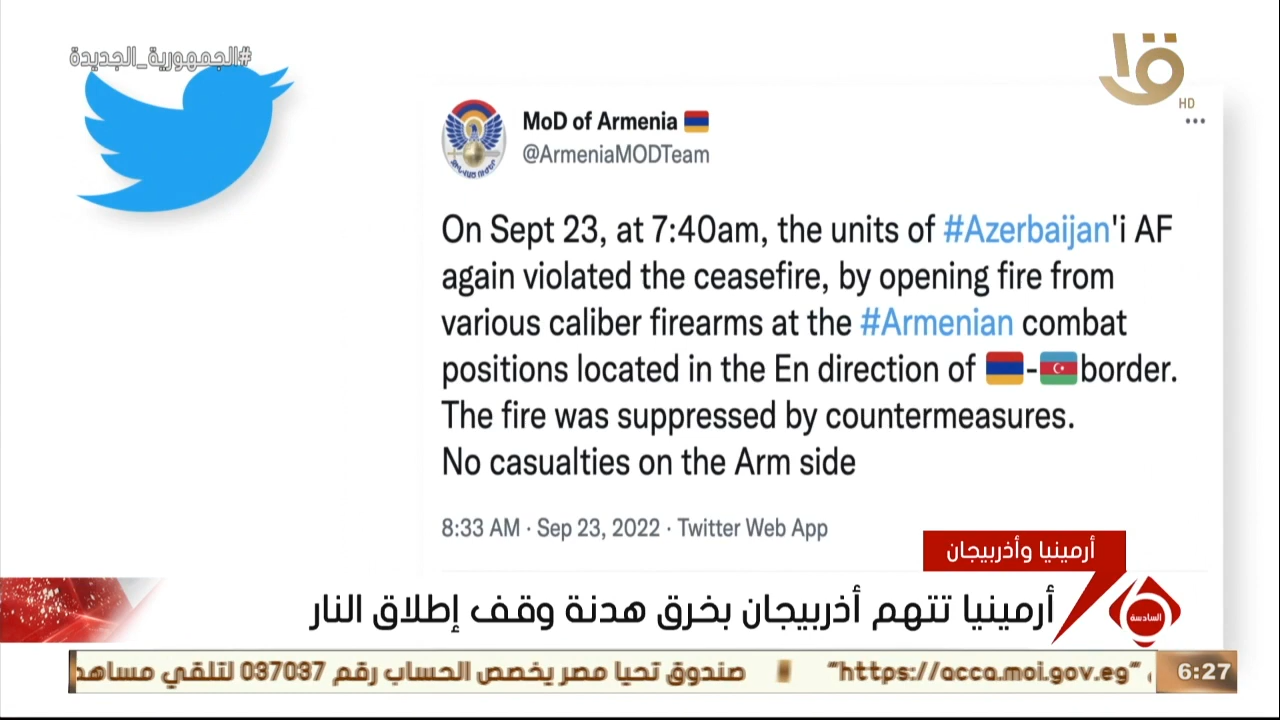 #الجمهورية_الجديدة
HD
MoD of Armenia
@ArmeniaMODTeam
On Sept 23, at 7:40am, the units of #Azerbaijan'i AF
again violated the ceasefire, by opening fire from
various caliber firearms at the #Armenian combat
positions located in the En direction of 🇦🇲-🇦🇿border.
The fire was suppressed by countermeasures.
No casualties on the Arm side
8:33 AM · Sep 23, 2022 · Twitter Web App
أرمينيا وأذربيجان
أرمينيا تتهم أذربيجان بخرق هدنة وقف إطلاق النار
السادسة
"https://acca.moi.gov.eg" صندوق تحيا مصر يخصص الحساب رقم 037037 لتلقي
6:27